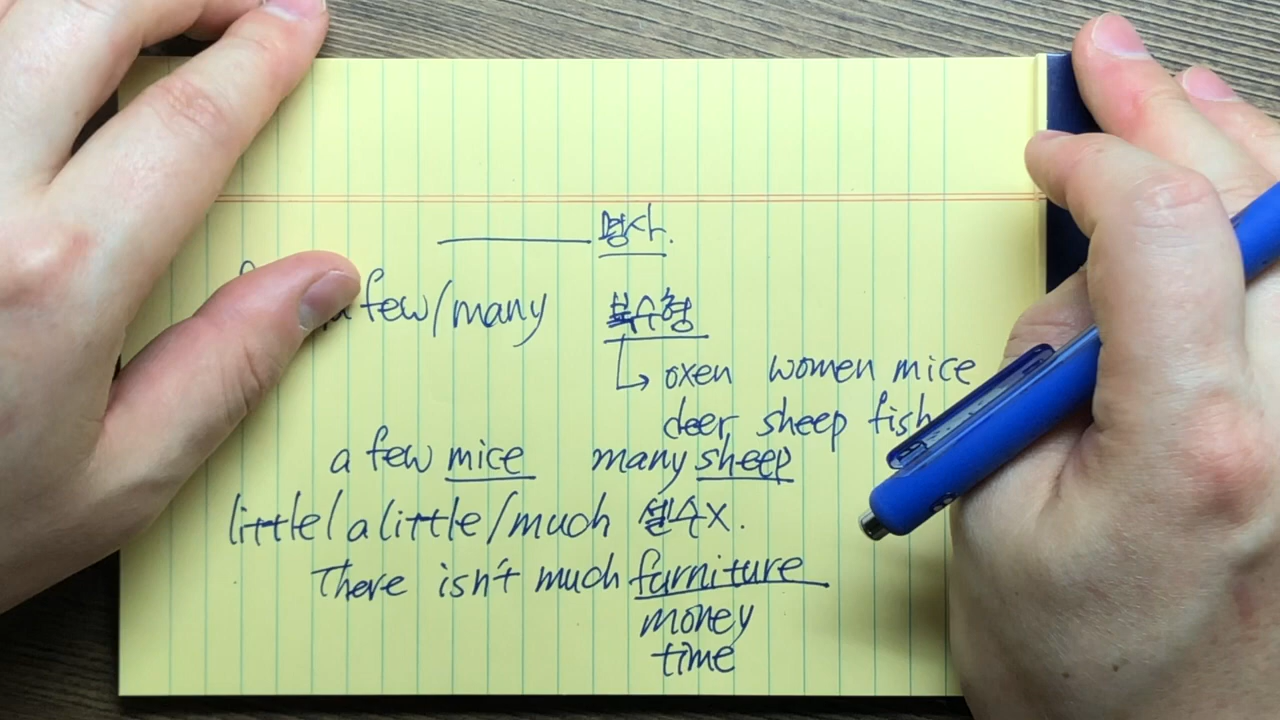 명사.
few/many 복수형
oxen women mice
deer sheep fish
a few mice many sheep
little/a little/much 셀수x.
There isn't much furniture
money
time